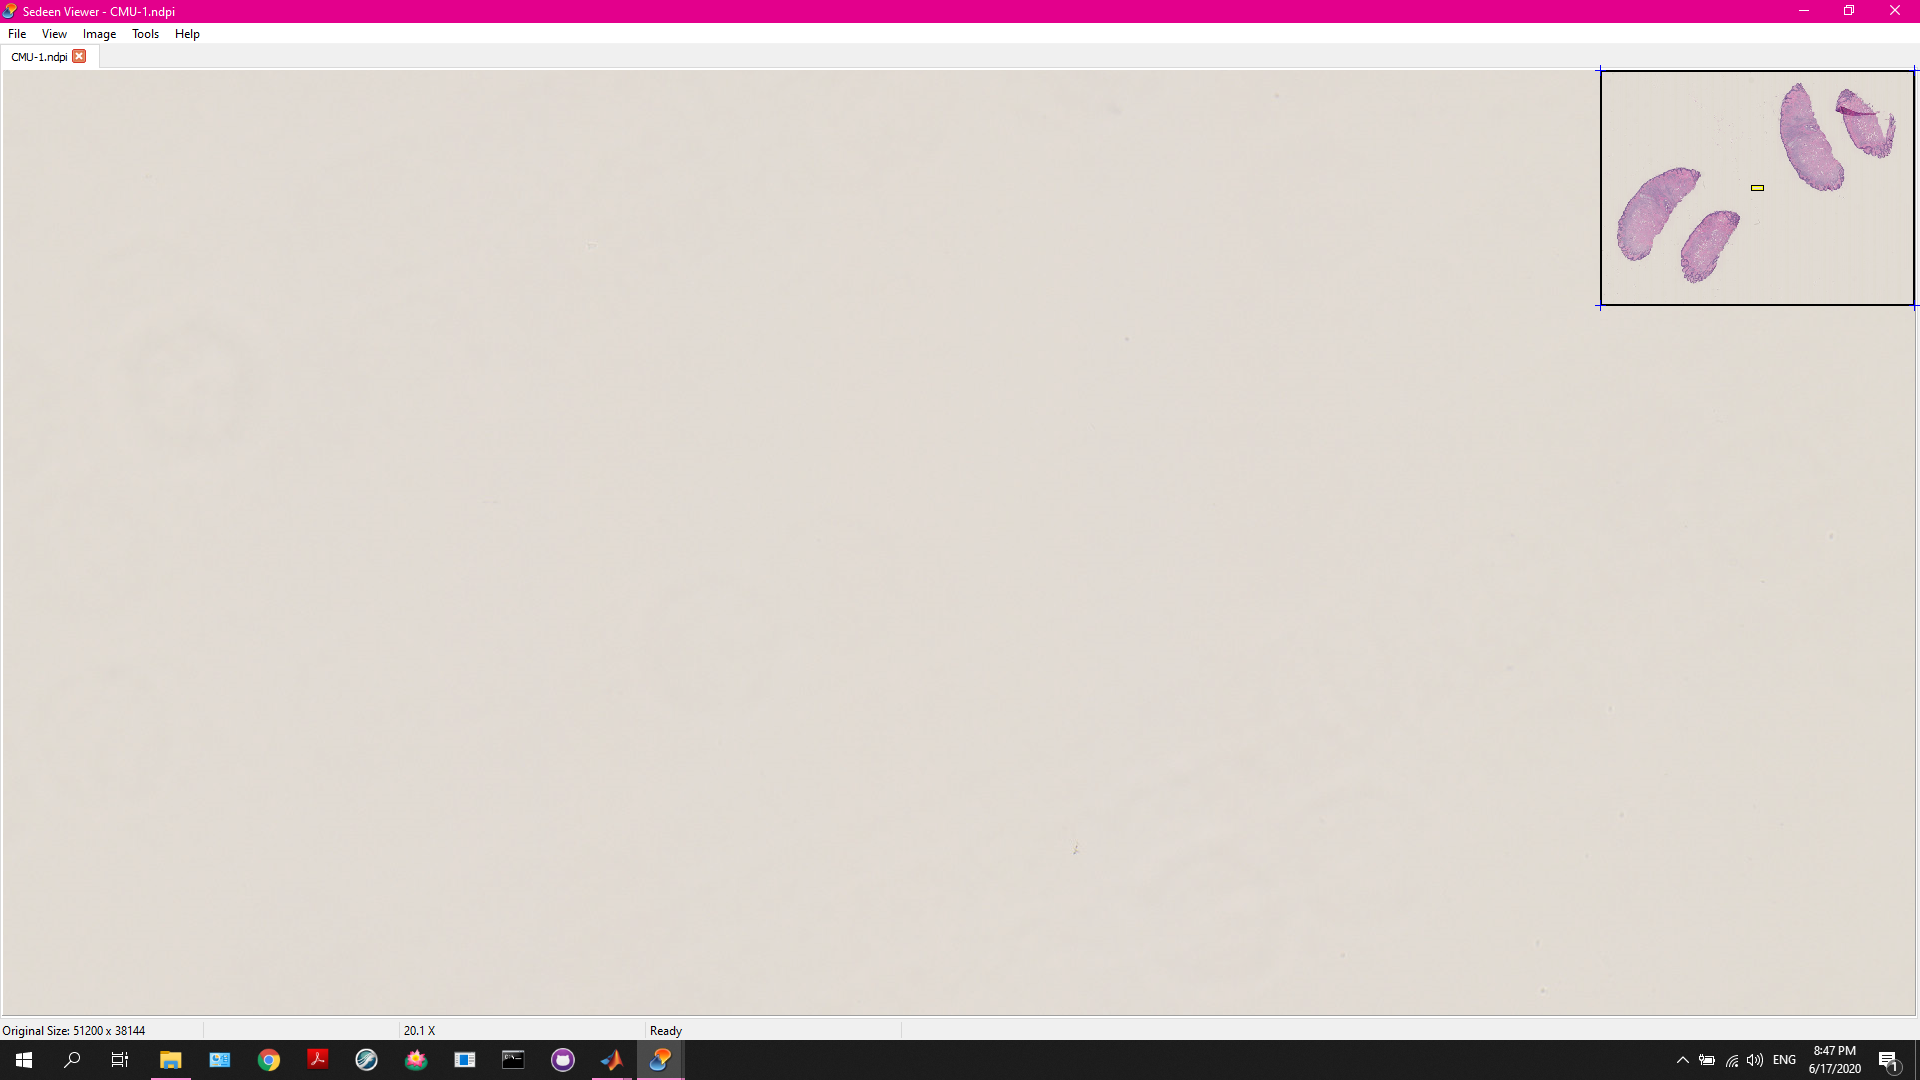 Sedeen Viewer - CMU-1.ndpi
File View Image Tools Help
CMU-1.ndpi
Original Size: 51200 x 38144 20.1 X Ready
ENG 8:47 PM
6/17/2020 1